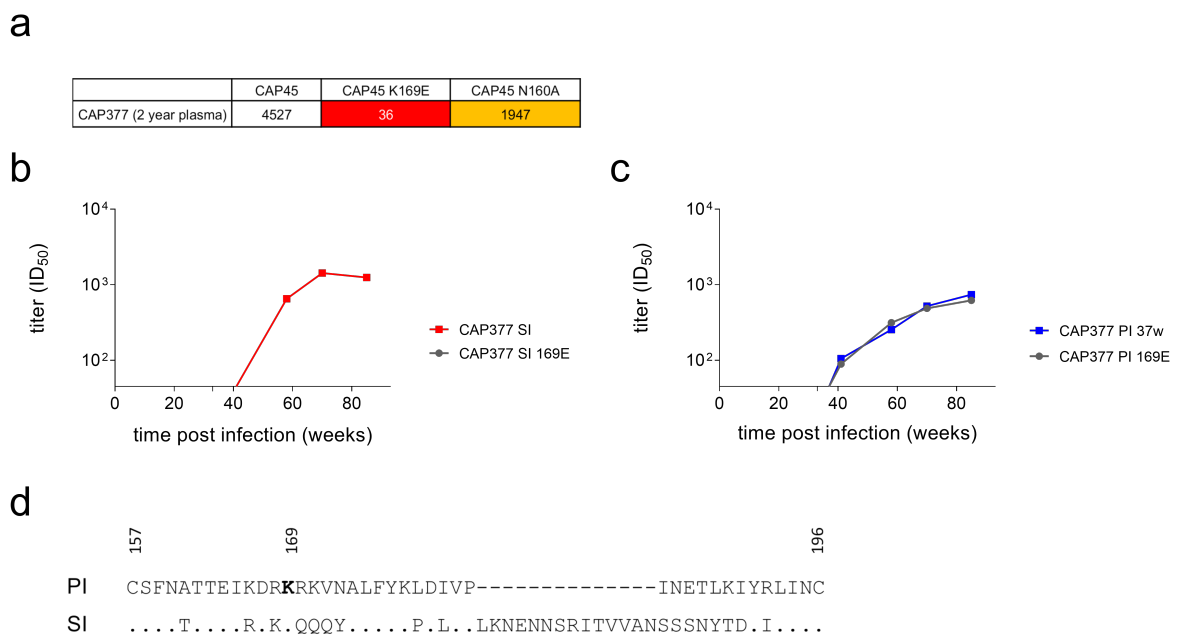 a
CAP45 CAP45 K169E CAP45 N160A
CAP377 (2 year plasma) 4527 36 1947
b
titer (ID50)
10⁴
10³
10²
0 20 40 60 80
time post infection (weeks)
CAP377 SI
CAP377 SI 169E
c
titer (ID50)
10⁴
10³
10²
0 20 40 60 80
time post infection (weeks)
CAP377 PI 37w
CAP377 PI 169E
d
157 169 196
PI CSFNATTEIKDRKRKVNALFYKLDIVP--------------INETLKIYRLINC
SI ....T....R.K.QQQY.....P.L..LKNENNSRITVVANSSSNYTD.I....